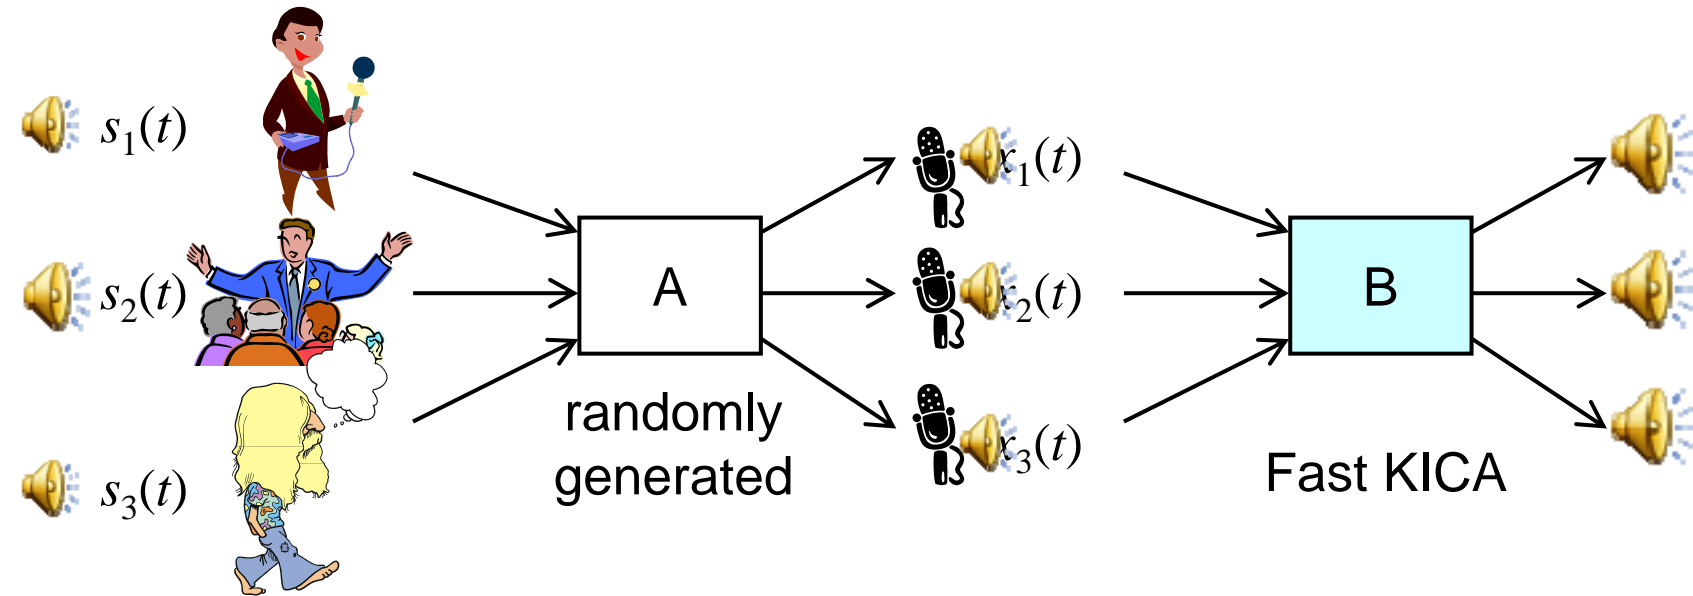 s₁(t)
s₂(t)
s₃(t)
A
randomly
generated
x₁(t)
x₂(t)
x₃(t)
B
Fast KICA